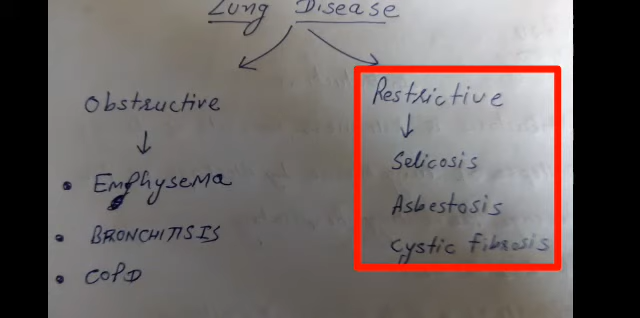 Lung Disease
Obstructive
Restrictive
Emphysema
Selicosis
Asbestosis
BRONCHITISIS
Cystic fibrosis
COPD